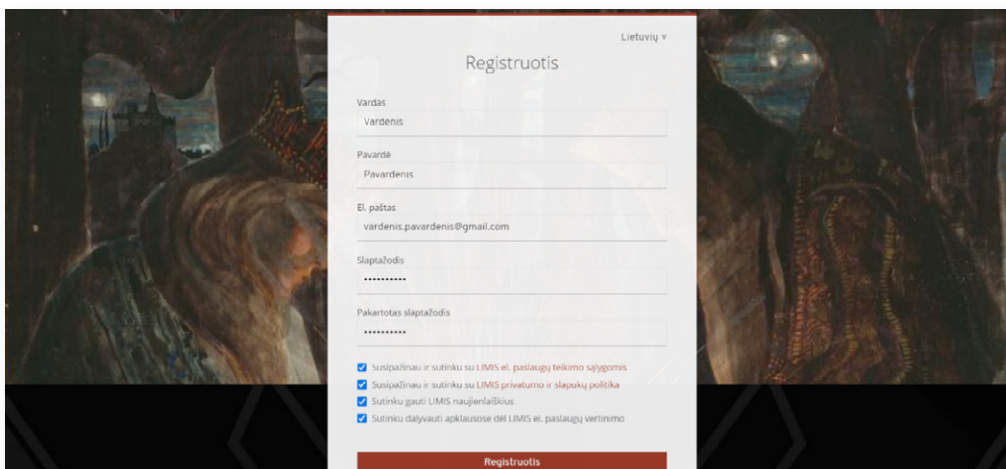 Lietuvių ˅
Registruotis
Vardas
Vardenis
Pavardė
Pavardenis
El. paštas
vardenis.pavardenis@gmail.com
Slaptažodis
••••••••••
Pakartotas slaptažodis
••••••••••
Susipažinau ir sutinku su LIMIS el. paslaugų teikimo sąlygomis
Susipažinau ir sutinku su LIMIS privatumo ir slapukų politika
Sutinku gauti LIMIS naujienlaiškius
Sutinku dalyvauti apklausose dėl LIMIS el. paslaugų vertinimo
Registruotis